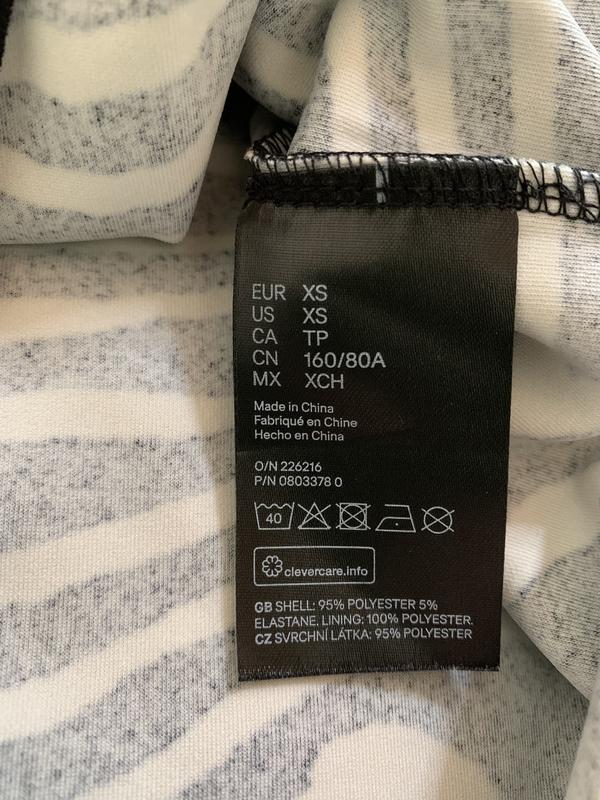 EUR XS
US XS
CA TP
CN 160/80A
MX XCH
Made in China
Fabriqué en Chine
Hecho en China
O/N 226216
P/N 0803378 0
40
clevercare.info
GB SHELL: 95% POLYESTER 5%
ELASTANE. LINING: 100% POLYESTER.
CZ SVRCHNÍ LÁTKA: 95% POLYESTER